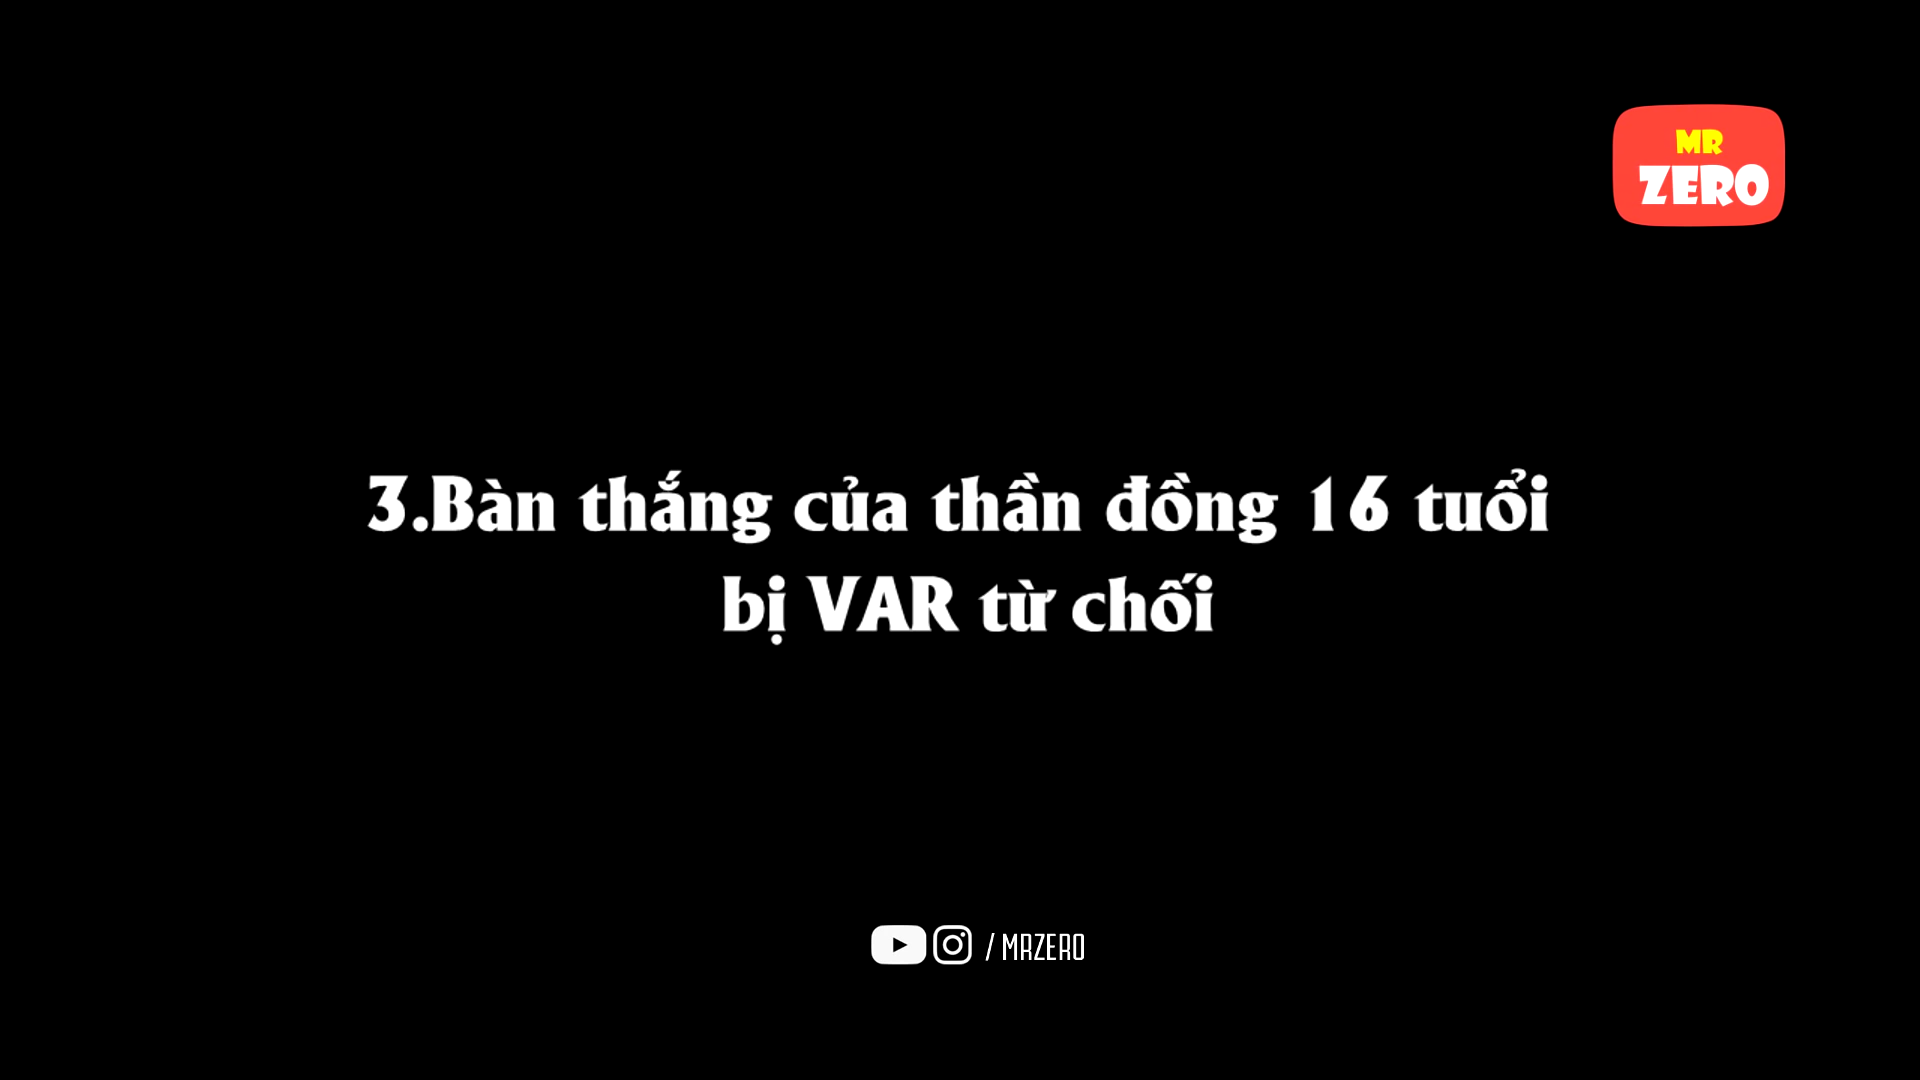 MR
ZERO
3.Bàn thắng của thần đồng 16 tuổi
bị VAR từ chối
/ MRZERO